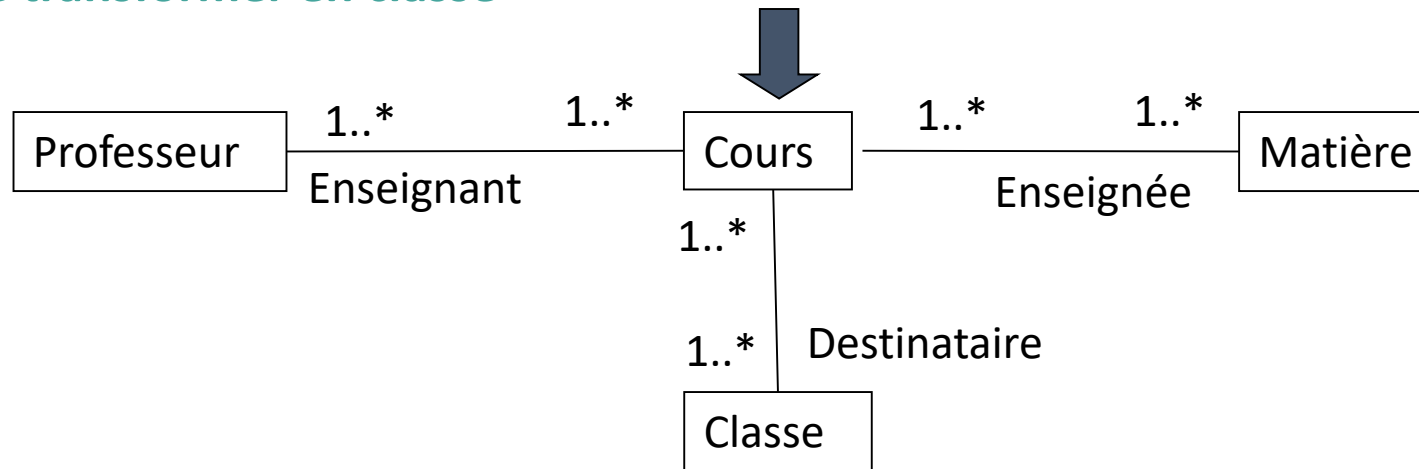 transformer en classe
1..* 1..* 1..* 1..*
Professeur Cours Matière
Enseignant Enseignée
1..*
1..* Destinataire
Classe